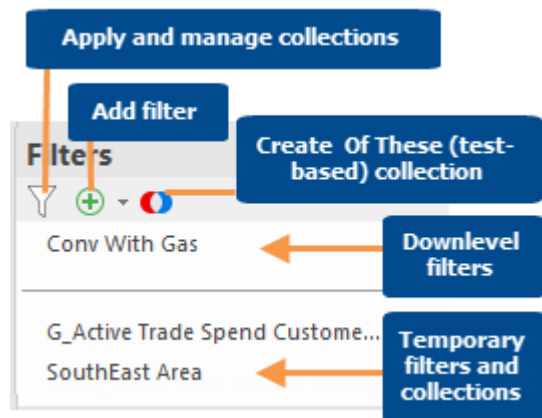 Apply and manage collections
Add filter
Create Of These (test-
based) collection
Filters
Conv With Gas
Downlevel
filters
G_Active Trade Spend Custome...
SouthEast Area
Temporary
filters and
collections